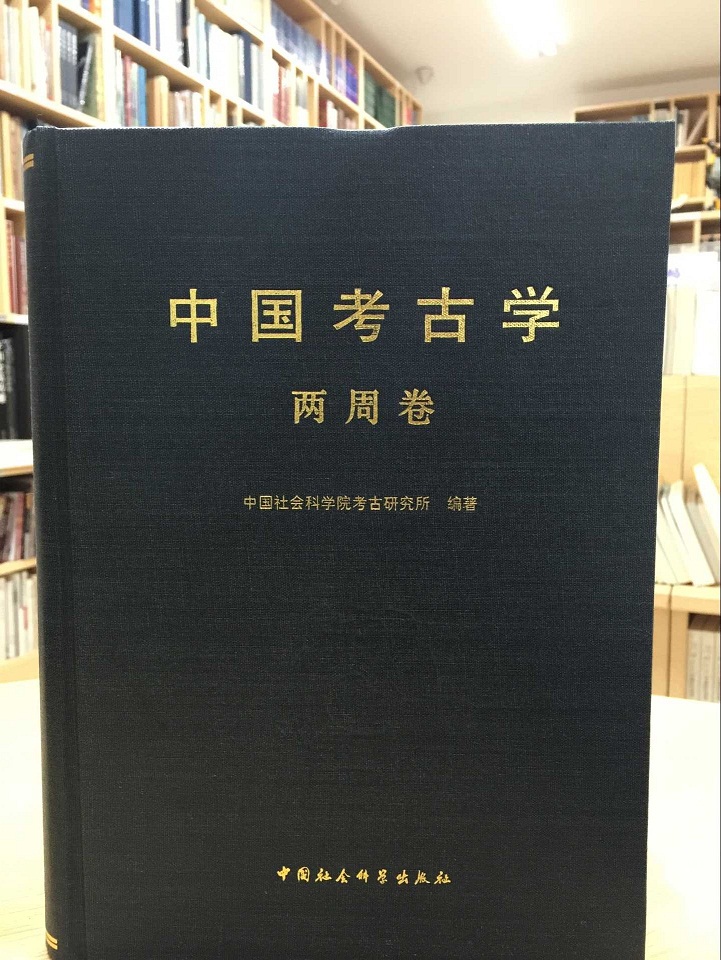 中国考古学
两周卷
中国社会科学院考古研究所 编著
中国社会科学出版社